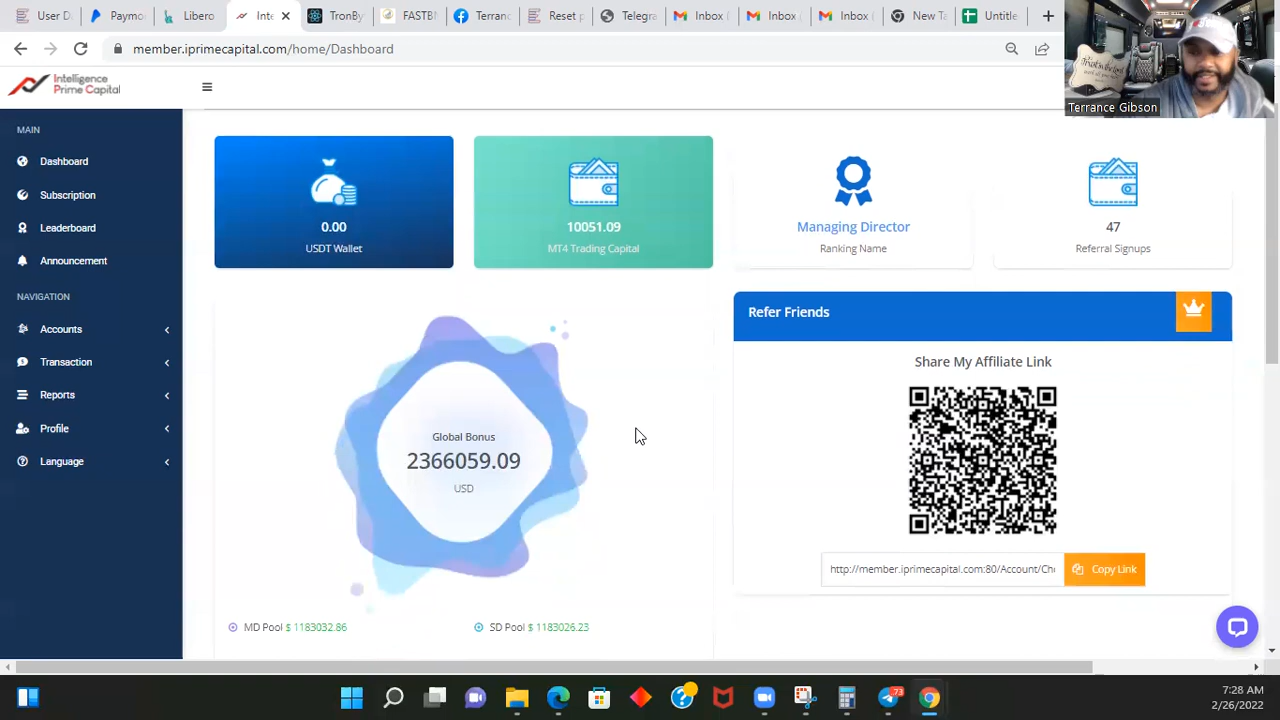 User D
Paymo
Libero
Inte
TronBy
FASTBN
Terranc
Reset p
Telegra
Inbox (
Inbox (
Inbox (
New Ta
Untitle
member.iprimecapital.com/home/Dashboard
Terrance Gibson
Intelligence
Prime Capital
MAIN
Dashboard
Subscription
Leaderboard
Announcement
NAVIGATION
Accounts
Transaction
Reports
Profile
Language
0.00
USDT Wallet
10051.09
MT4 Trading Capital
Managing Director
Ranking Name
47
Referral Signups
Global Bonus
2366059.09
USD
MD Pool $ 1183032.86
SD Pool $ 1183026.23
Refer Friends
Share My Affiliate Link
http://member.iprimecapital.com:80/Account/Ch
Copy Link
73
7:28 AM
2/26/2022